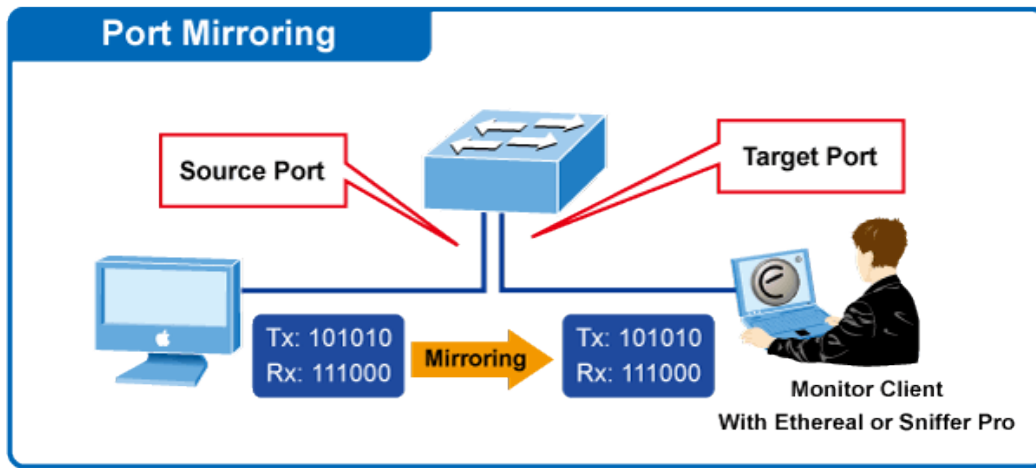 Port Mirroring
Source Port
Target Port
Tx: 101010
Rx: 111000
Mirroring
Tx: 101010
Rx: 111000
Monitor Client
With Ethereal or Sniffer Pro